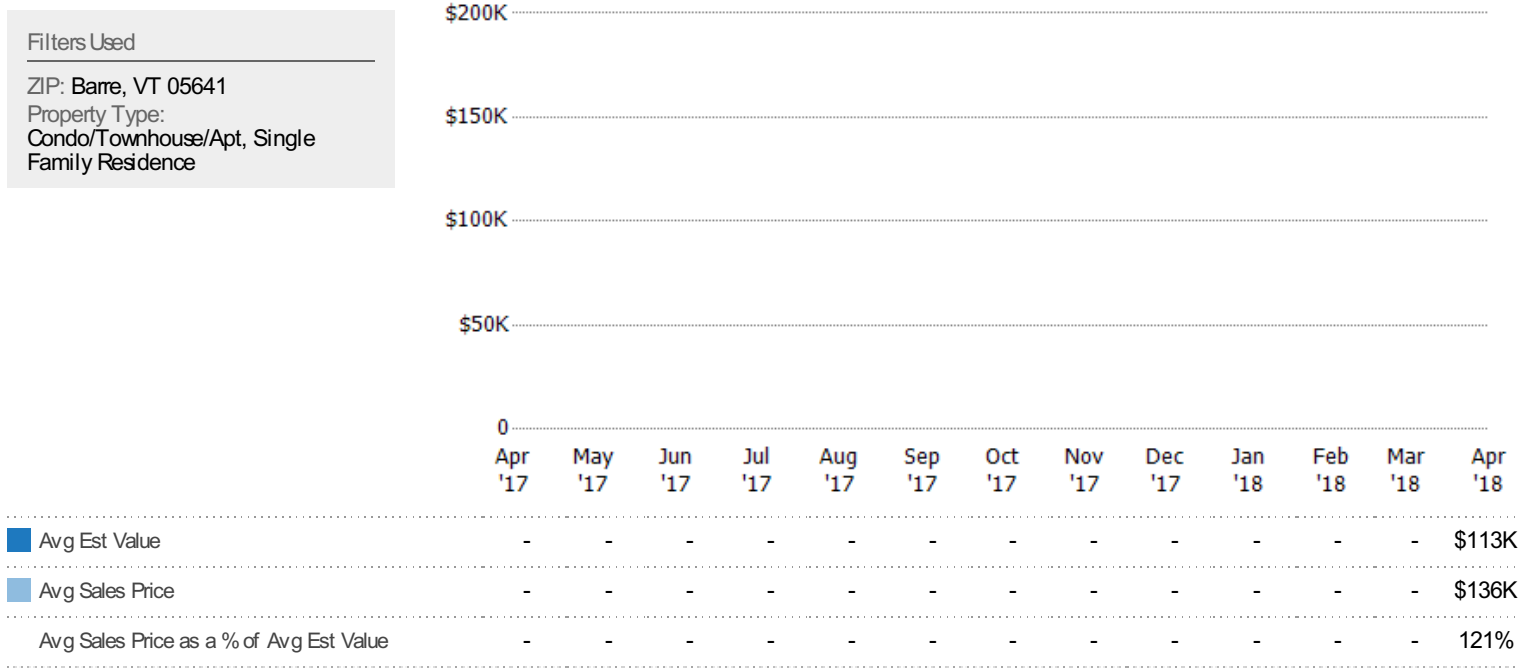 Filters Used
ZIP: Barre, VT 05641
Property Type:
Condo/Townhouse/Apt, Single
Family Residence
$200K
$150K
$100K
$50K
0
Apr May Jun Jul Aug Sep Oct Nov Dec Jan Feb Mar Apr
'17 '17 '17 '17 '17 '17 '17 '17 '17 '18 '18 '18 '18
Avg Est Value - - - - - - - - - - - - $113K
Avg Sales Price - - - - - - - - - - - - $136K
Avg Sales Price as a % of Avg Est Value - - - - - - - - - - - - 121%